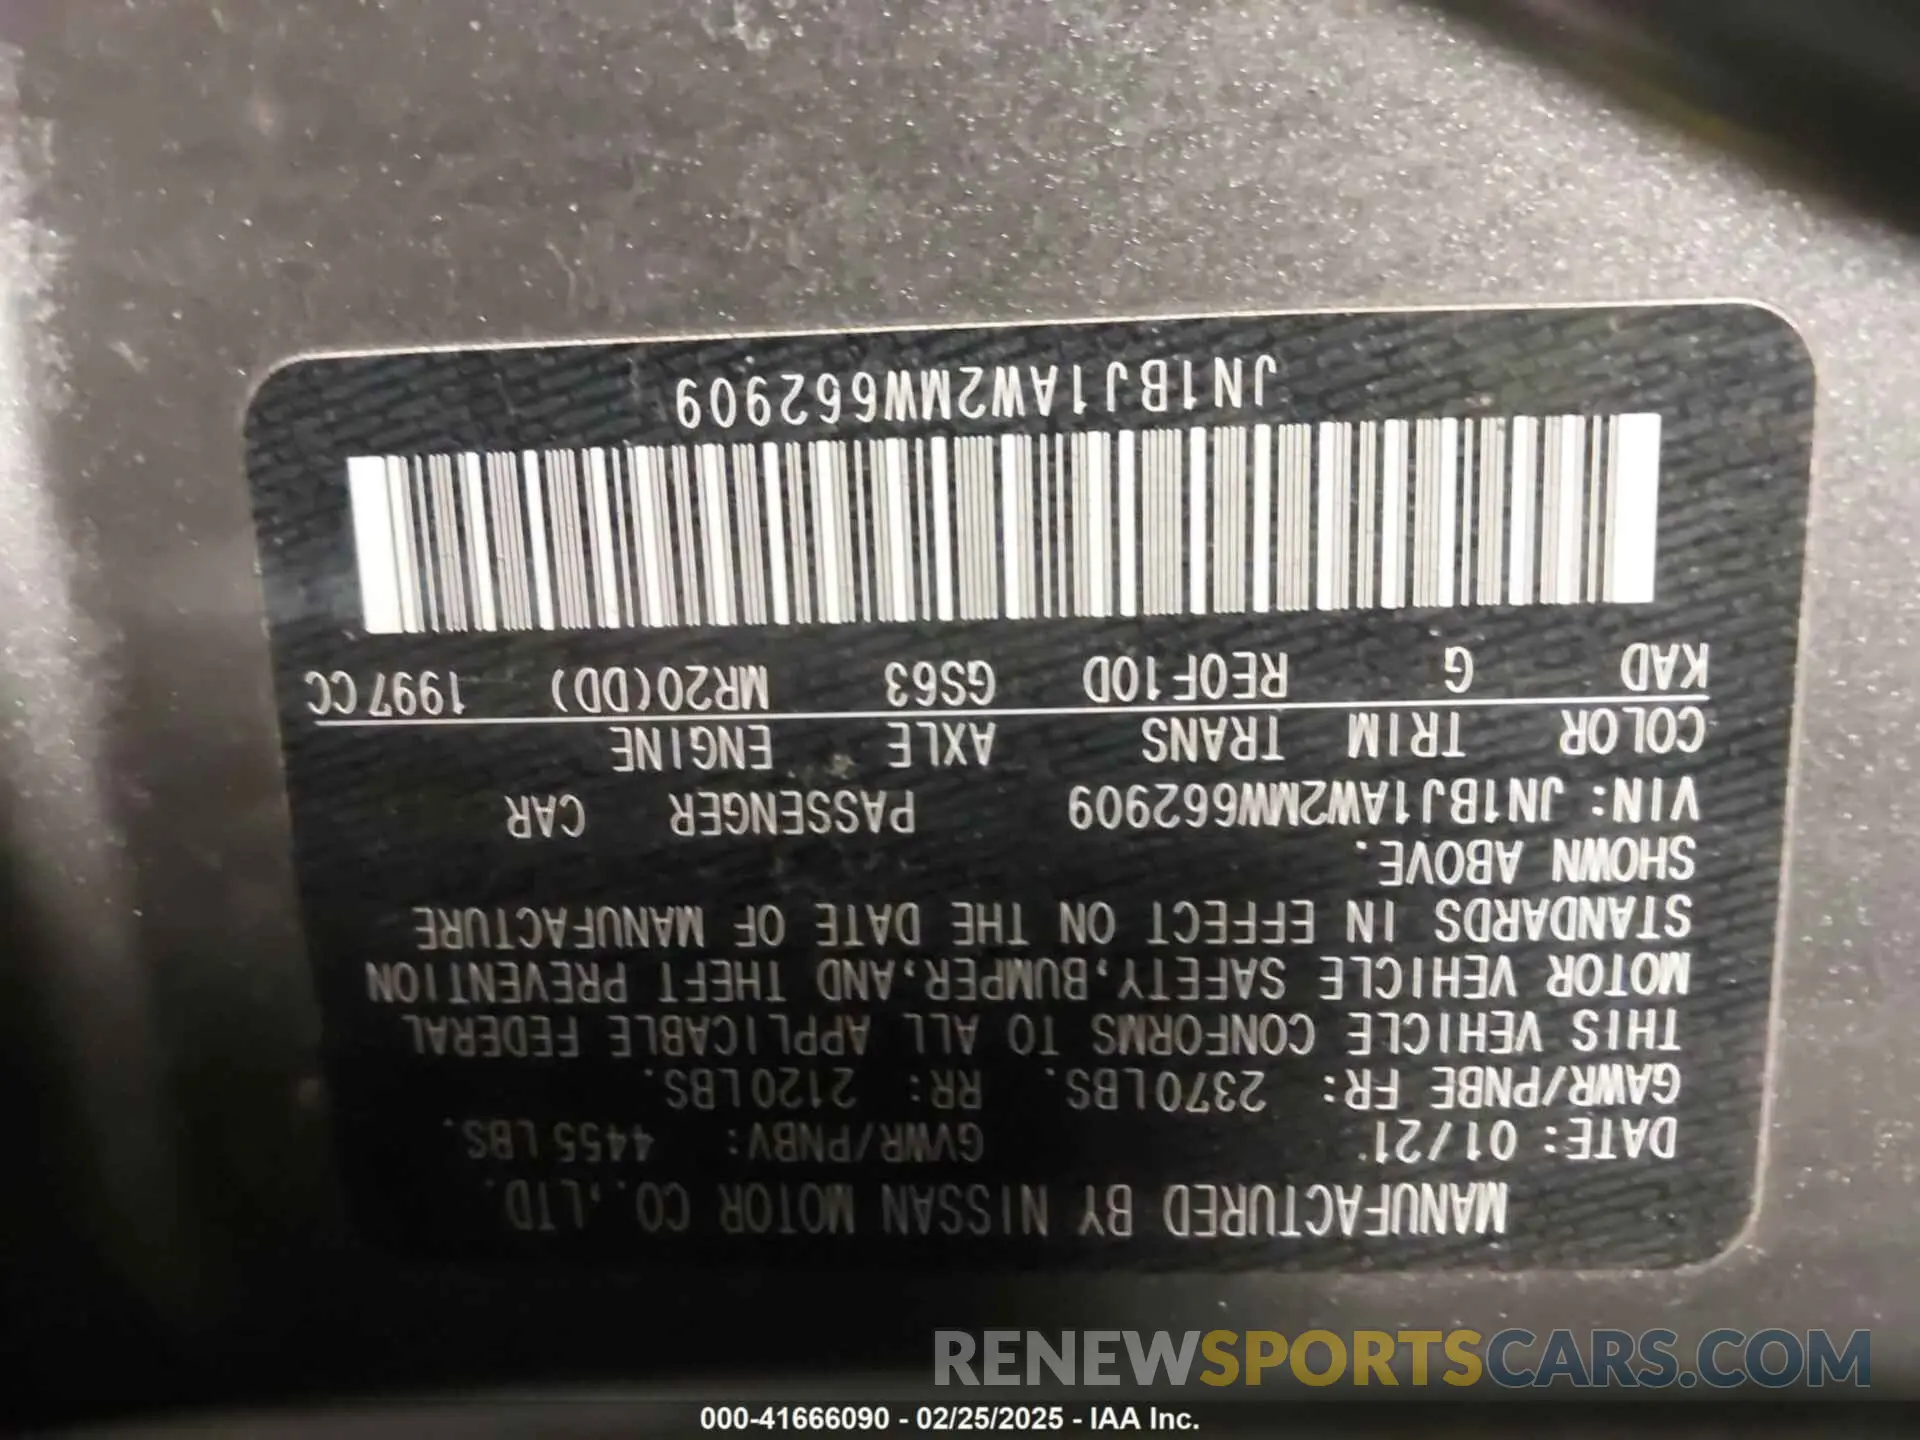 MANUFACTURED BY NISSAN MOTOR CO.,LTD.
DATE: 01/21 GVWR/PNBV: 4455LBS.
GAWR/PNBE FR: 2370LBS. RR: 2120LBS.
THIS VEHICLE CONFORMS TO ALL APPLICABLE FEDERAL
MOTOR VEHICLE SAFETY,BUMPER,AND THEFT PREVENTION
STANDARDS IN EFFECT ON THE DATE OF MANUFACTURE
SHOWN ABOVE.
VIN: JN1BJ1AW2MW662909 PASSENGER CAR
COLOR TRIM TRANS AXLE ENGINE
KAD G RE0F10D GS63 MR20(DD) 1997CC
JN1BJ1AW2MW662909
RENEWSPORTSCARS.COM
000-41666090 - 02/25/2025 - IAA Inc.